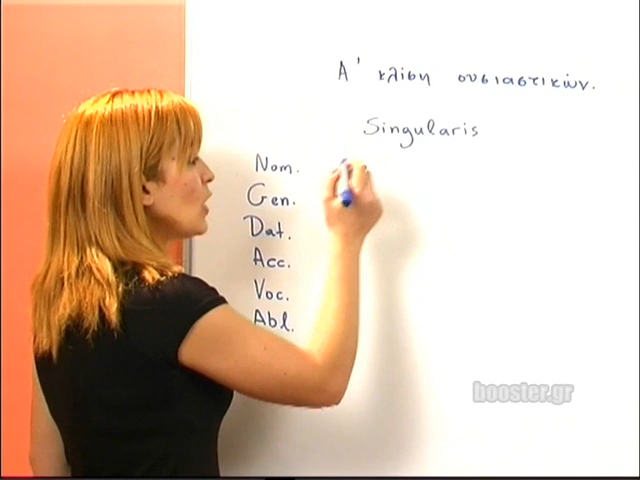 Α' κλίση ουσιαστικών.
Singularis
Nom.
Gen.
Dat.
Acc.
Voc.
Abl.
booster.gr